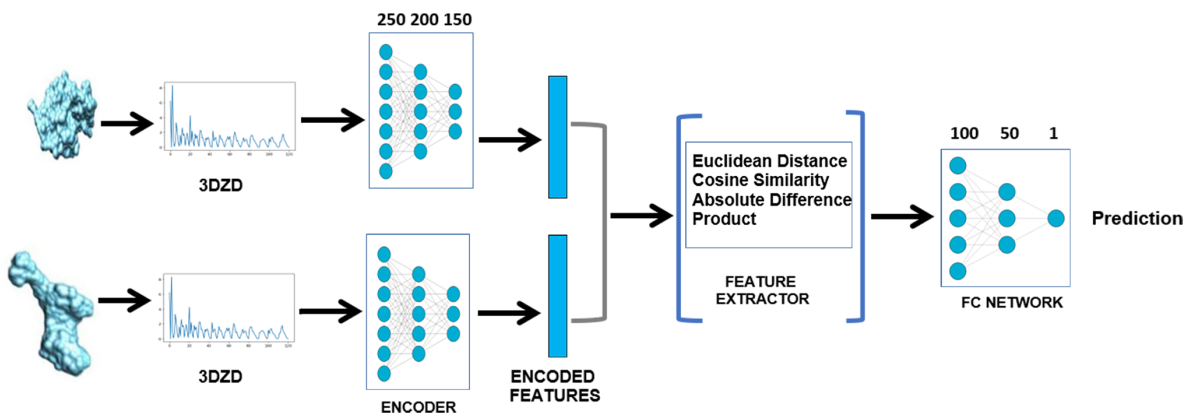 250 200 150
3DZD
Euclidean Distance
Cosine Similarity
Absolute Difference
Product
FEATURE
EXTRACTOR
100 50 1
Prediction
FC NETWORK
3DZD
ENCODER
ENCODED
FEATURES